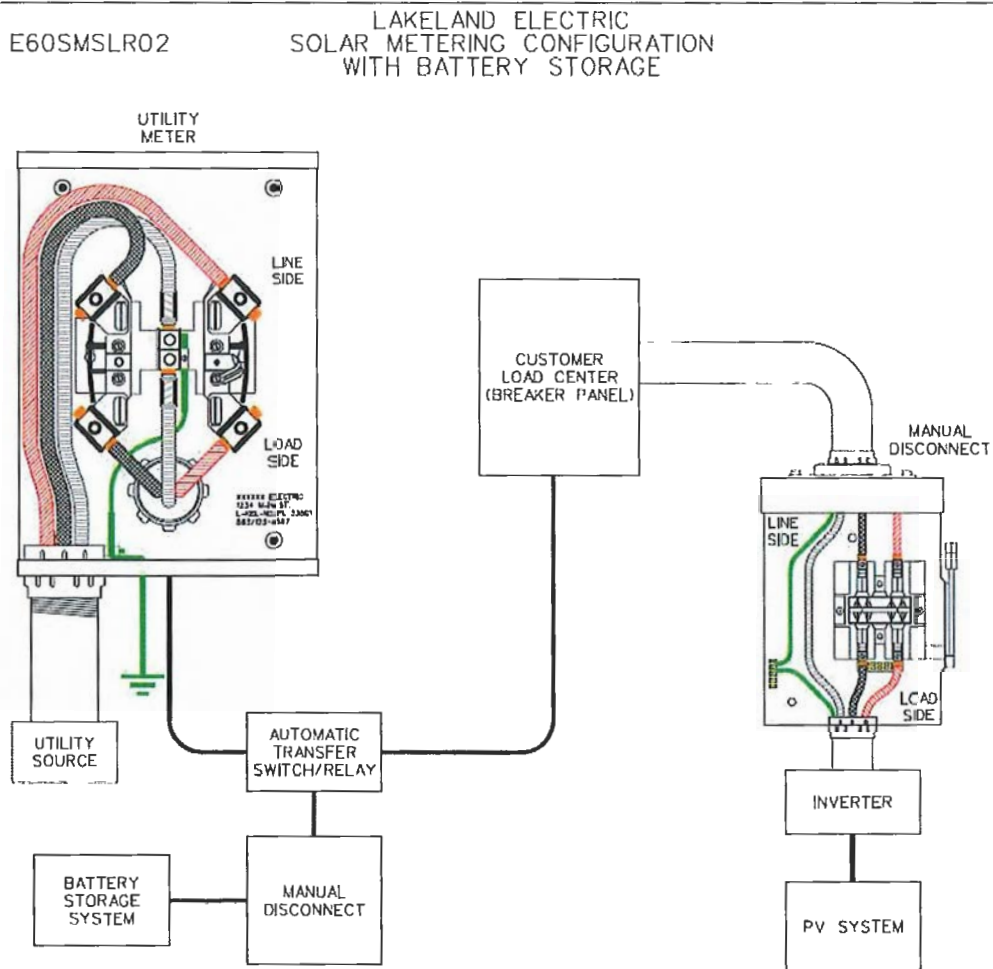 E60SMSLR02
LAKELAND ELECTRIC
SOLAR METERING CONFIGURATION
WITH BATTERY STORAGE
UTILITY
METER
LINE
SIDE
LOAD
SIDE
ELECTRIC
UTILITY
SOURCE
AUTOMATIC
TRANSFER
SWITCH/RELAY
BATTERY
STORAGE
SYSTEM
MANUAL
DISCONNECT
CUSTOMER
LOAD CENTER
(BREAKER PANEL)
MANUAL
DISCONNECT
LINE
SIDE
LOAD
SIDE
INVERTER
PV SYSTEM